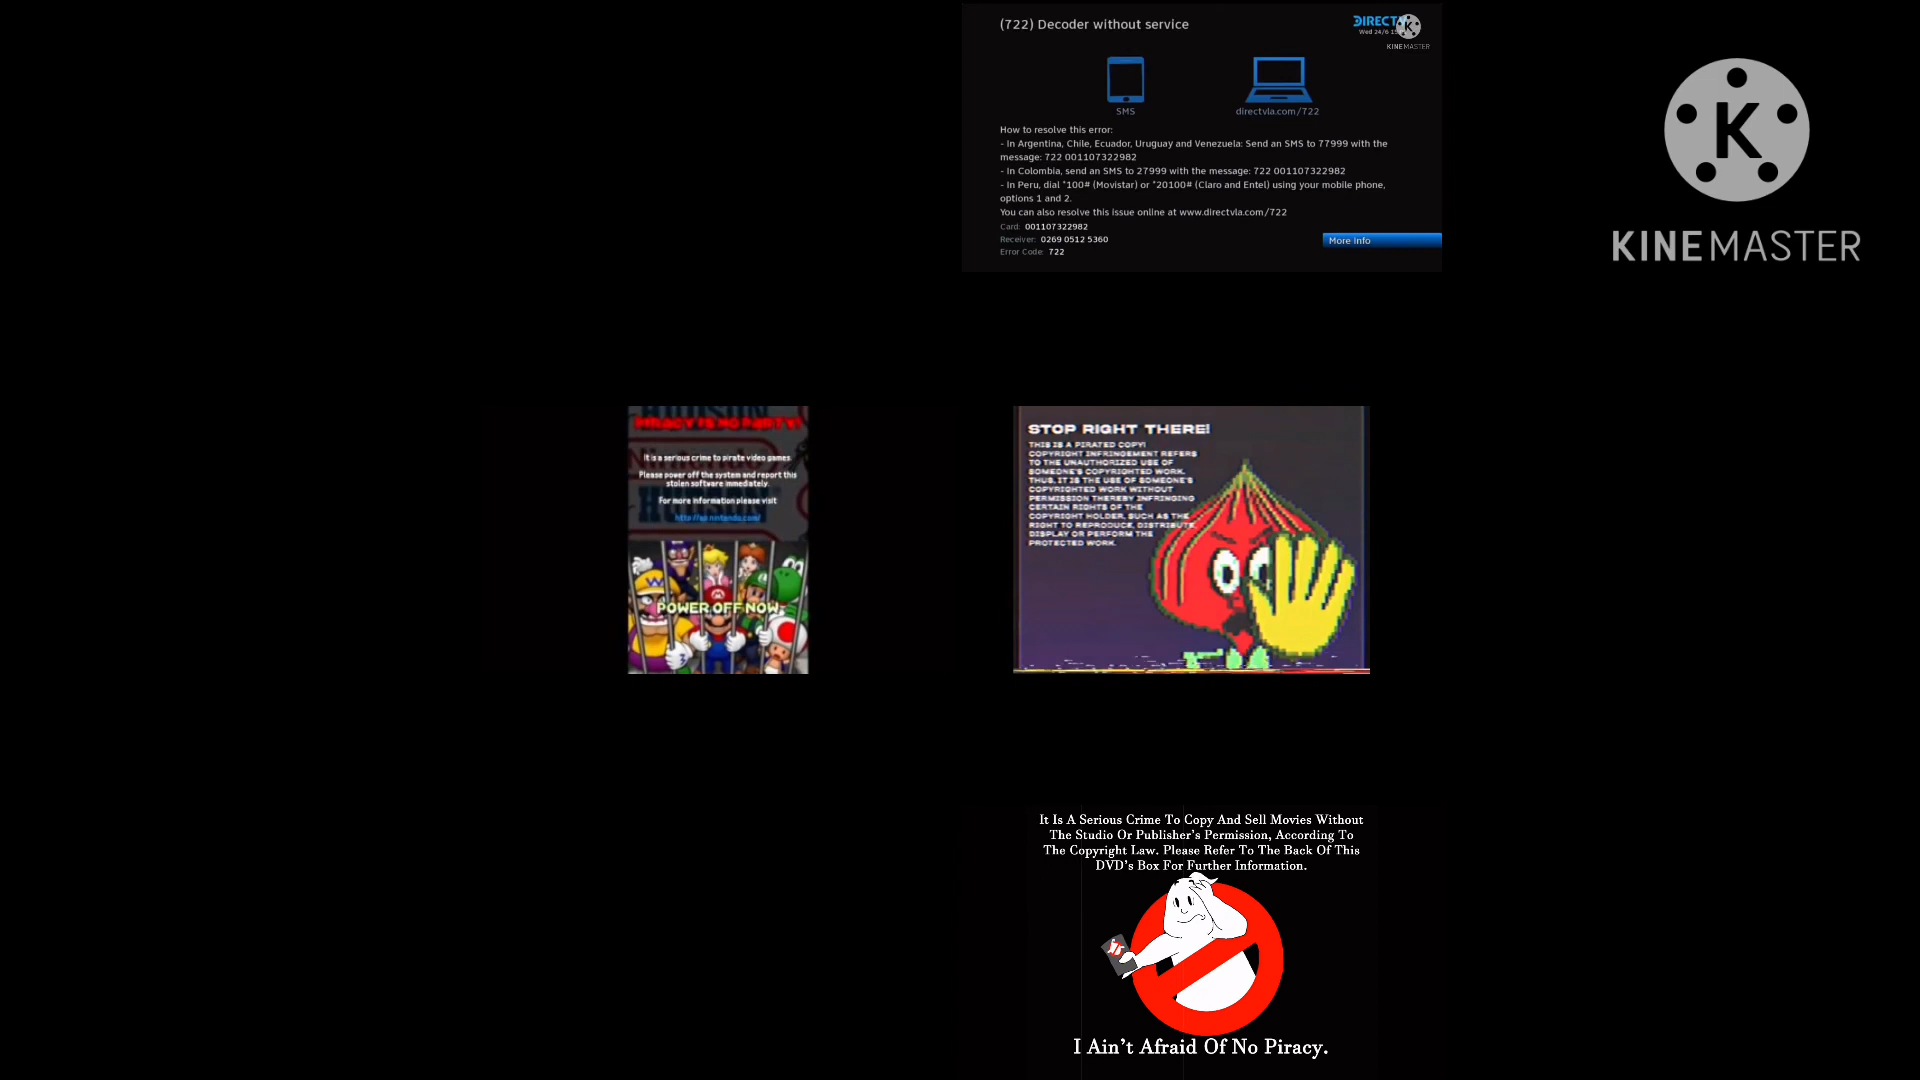 (722) Decoder without service
DIRECTV
Wed 24/6
KINEMASTER
SMS
directvla.com/722
How to resolve this error:
- In Argentina, Chile, Ecuador, Uruguay and Venezuela: Send an SMS to 77999 with the
message: 722 001107322982
- In Colombia, send an SMS to 27999 with the message: 722 001107322982
- In Peru, dial *100# (Movistar) or *20100# (Claro and Entel) using your mobile phone,
options 1 and 2.
You can also resolve this issue online at www.directvla.com/722
Card: 001107322982
Receiver: 0269 0512 5360
Error Code: 722
More Info
K
KINEMASTER
PIRACY IS NO PARTY!
It is a serious crime to pirate video games.
Please power off the system and report this
stolen software immediately.
For more information please visit
POWER OFF NOW
STOP RIGHT THERE!
THIS IS A PIRATED COPY!
COPYRIGHT INFRINGEMENT REFERS
TO THE UNAUTHORIZED USE OF
SOMEONE'S COPYRIGHTED WORK.
THUS, IT IS THE USE OF SOMEONE'S
COPYRIGHTED WORK WITHOUT
PERMISSION THEREBY INFRINGING
CERTAIN RIGHTS OF THE
COPYRIGHT HOLDER, SUCH AS THE
RIGHT TO REPRODUCE, DISTRIBUTE,
DISPLAY OR PERFORM THE
PROTECTED WORK.
It Is A Serious Crime To Copy And Sell Movies Without
The Studio Or Publisher's Permission, According To
The Copyright Law. Please Refer To The Back Of This
DVD's Box For Further Information.
I Ain't Afraid Of No Piracy.